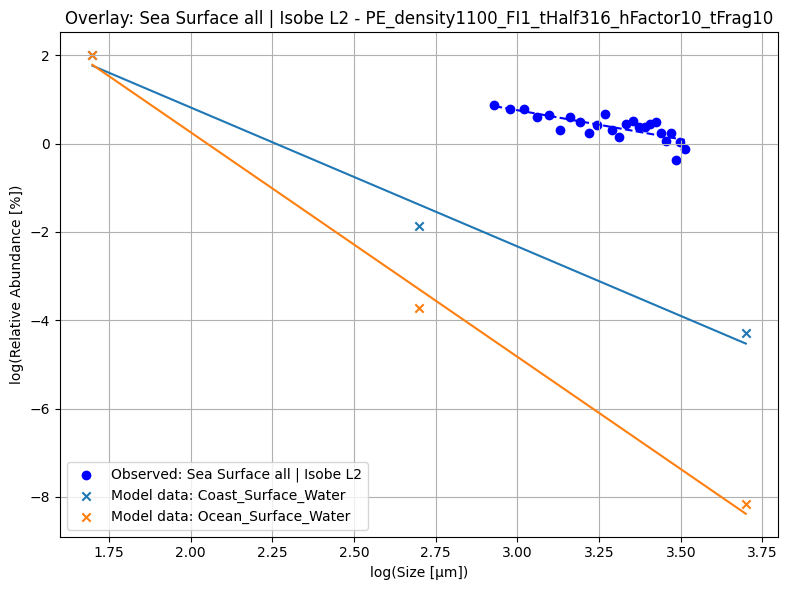 Overlay: Sea Surface all | Isobe L2 - PE_density1100_FI1_tHalf316_hFactor10_tFrag10
log(Relative Abundance [%])
2
0
−2
−4
−6
−8
Observed: Sea Surface all | Isobe L2
Model data: Coast_Surface_Water
Model data: Ocean_Surface_Water
1.75 2.00 2.25 2.50 2.75 3.00 3.25 3.50 3.75
log(Size [μm])